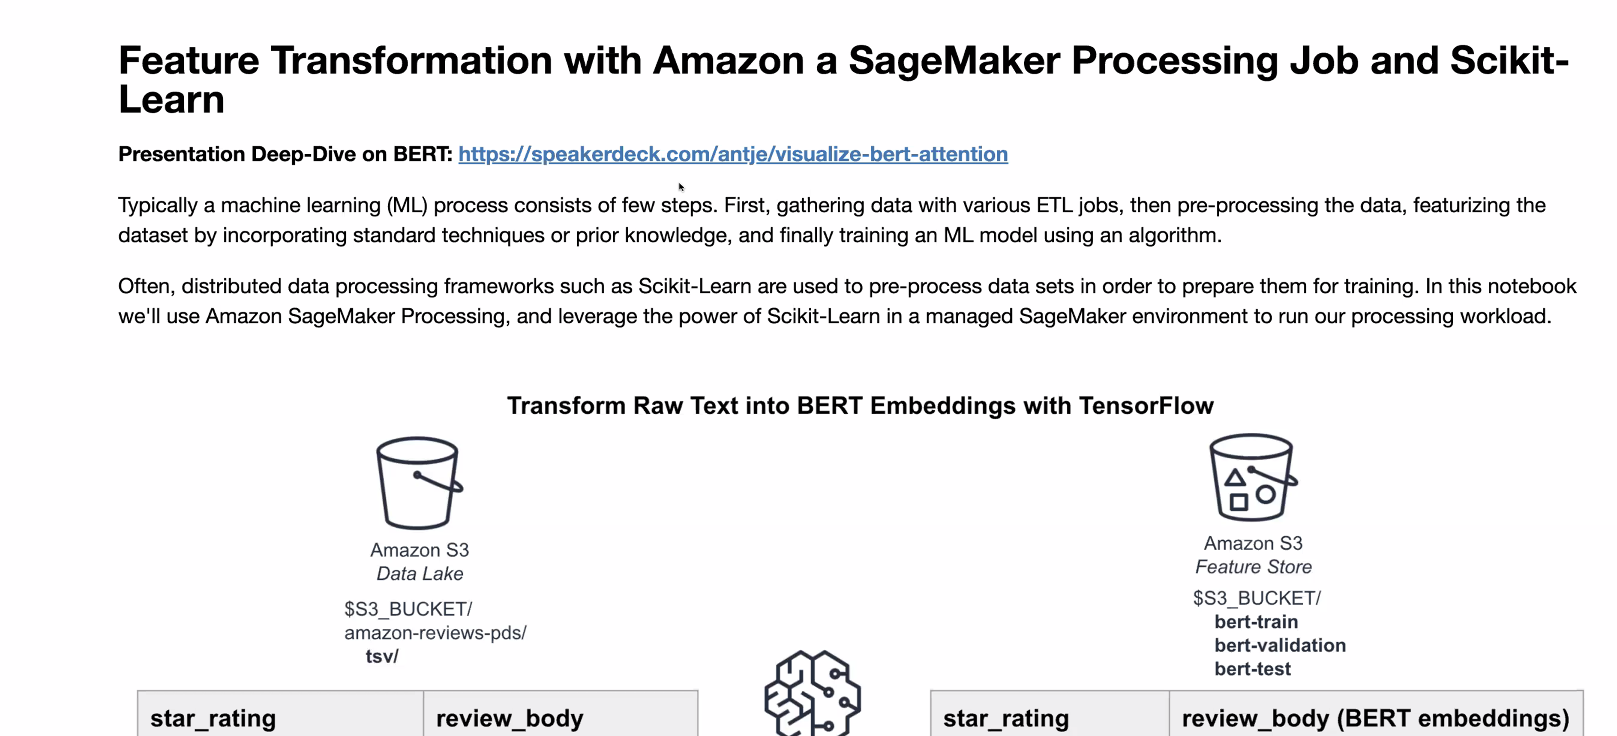 Feature Transformation with Amazon a SageMaker Processing Job and Scikit-
Learn
Presentation Deep-Dive on BERT: https://speakerdeck.com/antje/visualize-bert-attention
Typically a machine learning (ML) process consists of few steps. First, gathering data with various ETL jobs, then pre-processing the data, featurizing the
dataset by incorporating standard techniques or prior knowledge, and finally training an ML model using an algorithm.
Often, distributed data processing frameworks such as Scikit-Learn are used to pre-process data sets in order to prepare them for training. In this notebook
we'll use Amazon SageMaker Processing, and leverage the power of Scikit-Learn in a managed SageMaker environment to run our processing workload.
Transform Raw Text into BERT Embeddings with TensorFlow
Amazon S3
Data Lake
$S3_BUCKET/
amazon-reviews-pds/
tsv/
Amazon S3
Feature Store
$S3_BUCKET/
bert-train
bert-validation
bert-test
star_rating
review_body
star_rating
review_body (BERT embeddings)